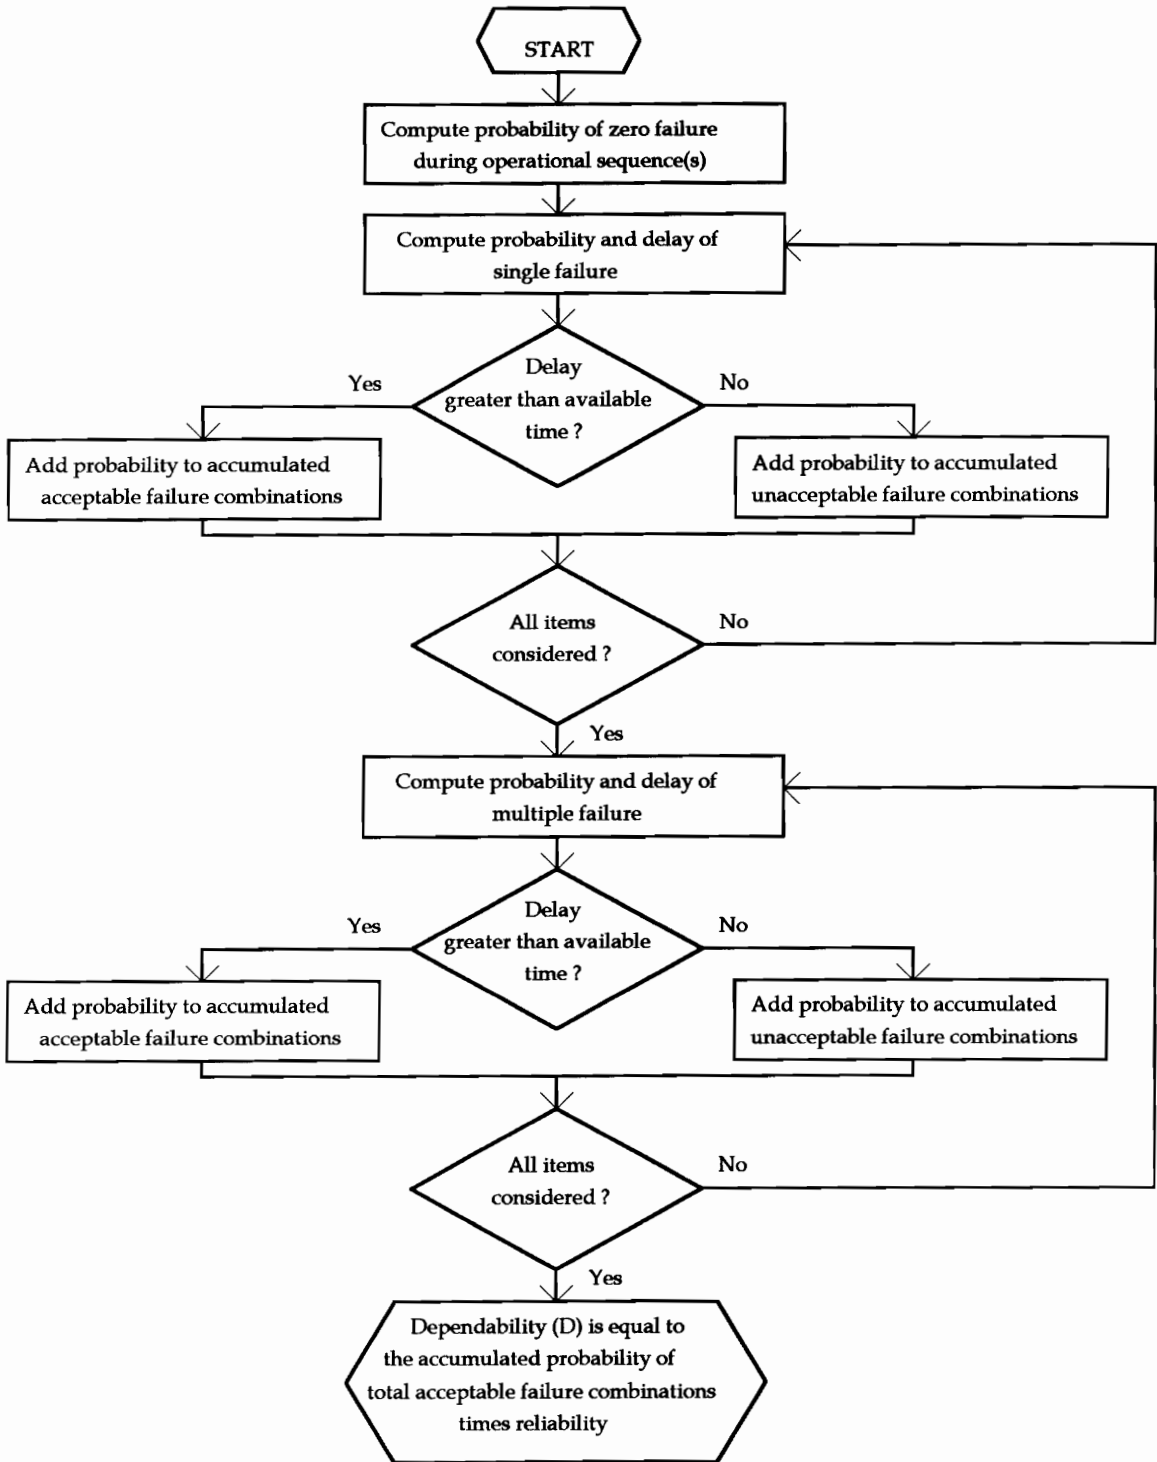 START
Compute probability of zero failure
during operational sequence(s)
Compute probability and delay of
single failure
Delay
greater than available
time ?
Yes
No
Add probability to accumulated
acceptable failure combinations
Add probability to accumulated
unacceptable failure combinations
All items
considered ?
No
Yes
Compute probability and delay of
multiple failure
Delay
greater than available
time ?
Yes
No
Add probability to accumulated
acceptable failure combinations
Add probability to accumulated
unacceptable failure combinations
All items
considered ?
No
Yes
Dependability (D) is equal to
the accumulated probability of
total acceptable failure combinations
times reliability